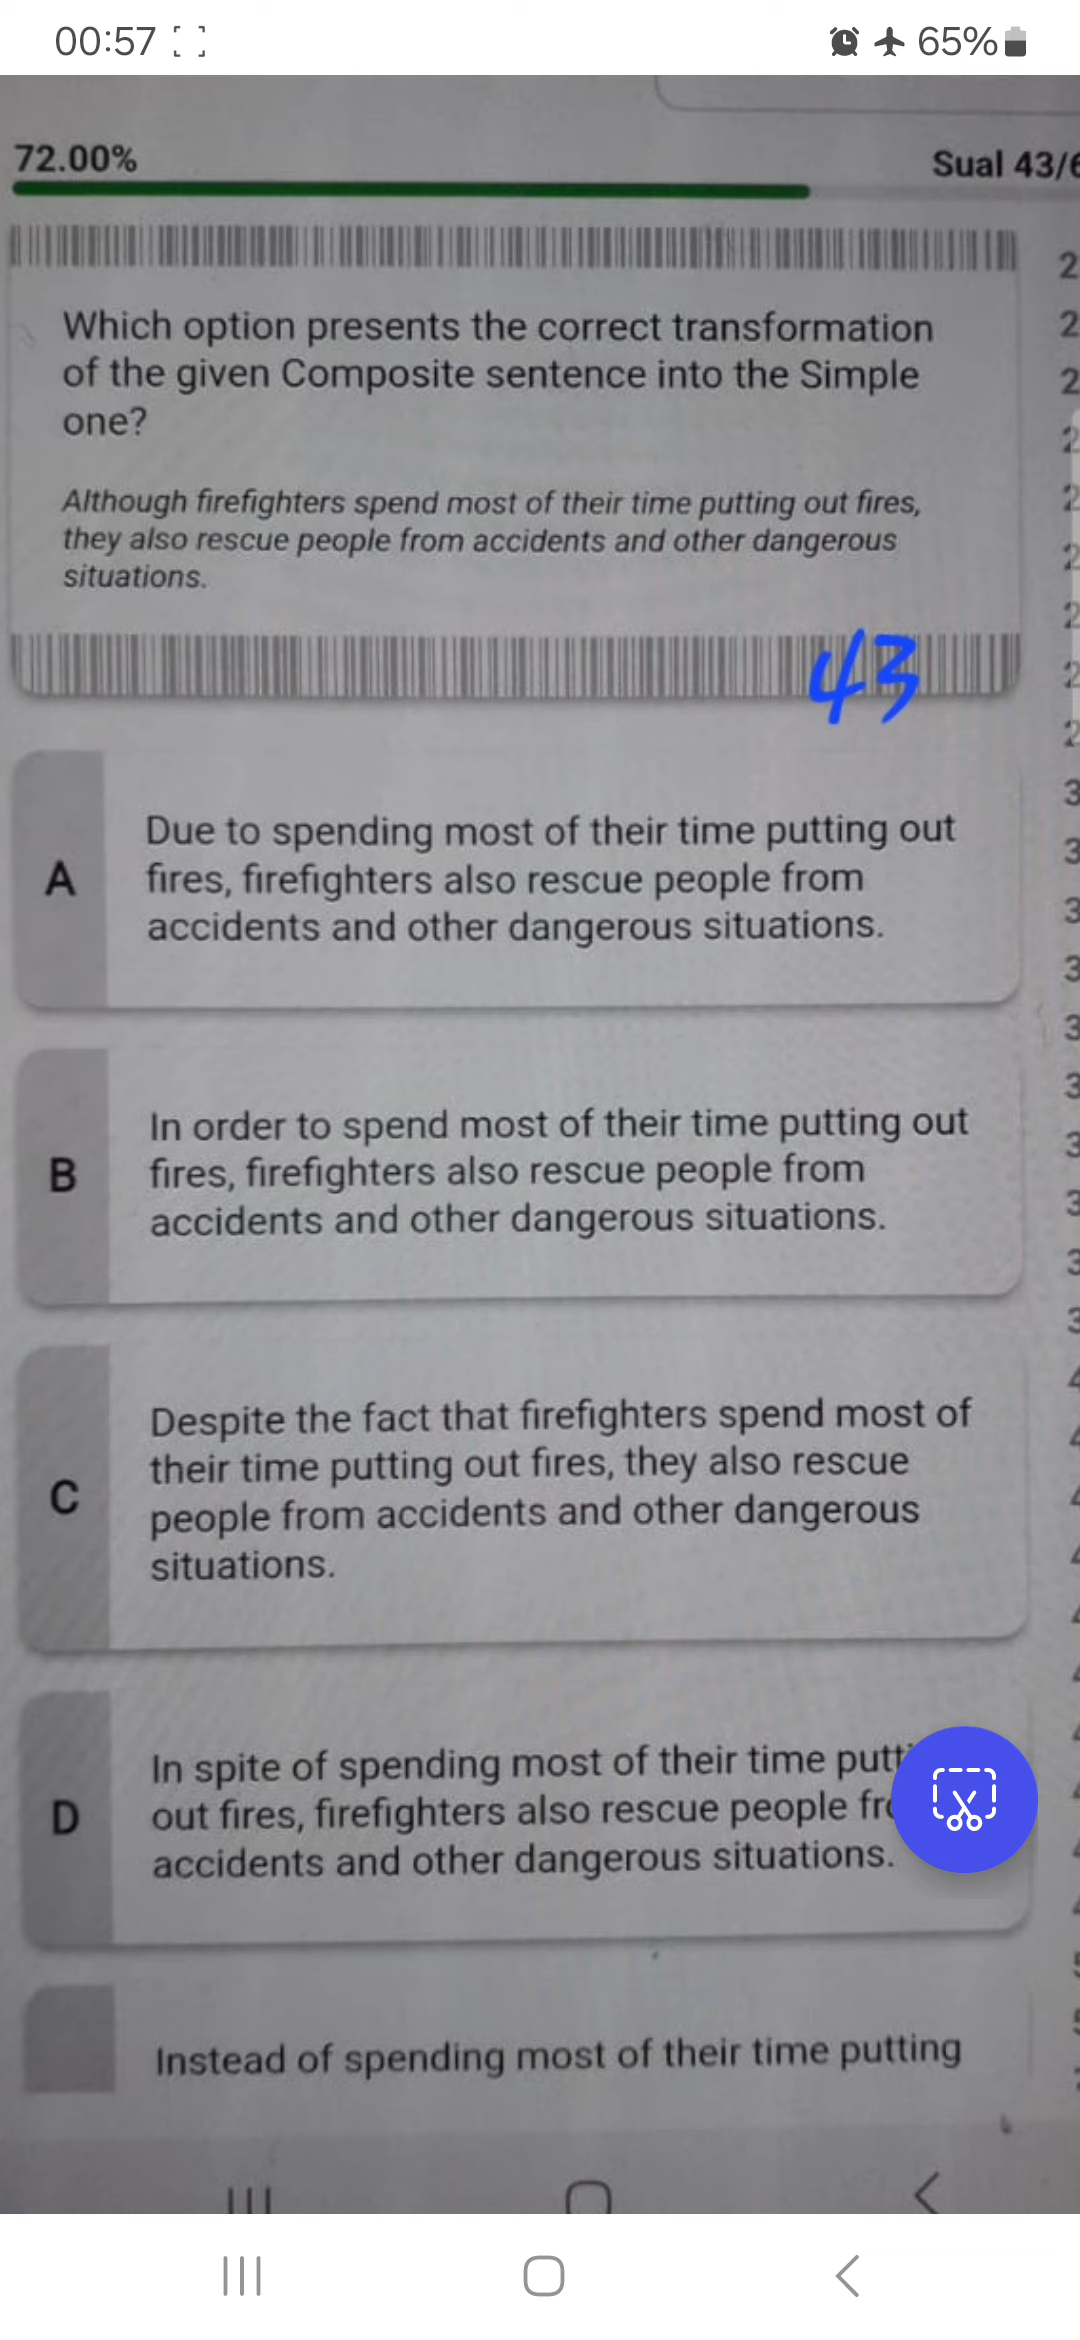 00:57
65%
72.00%
Sual 43/6
Which option presents the correct transformation
of the given Composite sentence into the Simple
one?
Although firefighters spend most of their time putting out fires,
they also rescue people from accidents and other dangerous
situations.
43
A
Due to spending most of their time putting out
fires, firefighters also rescue people from
accidents and other dangerous situations.
B
In order to spend most of their time putting out
fires, firefighters also rescue people from
accidents and other dangerous situations.
C
Despite the fact that firefighters spend most of
their time putting out fires, they also rescue
people from accidents and other dangerous
situations.
D
In spite of spending most of their time
out fires, firefighters also rescue people
accidents and other dangerous situations.
Instead of spending most of their time putting